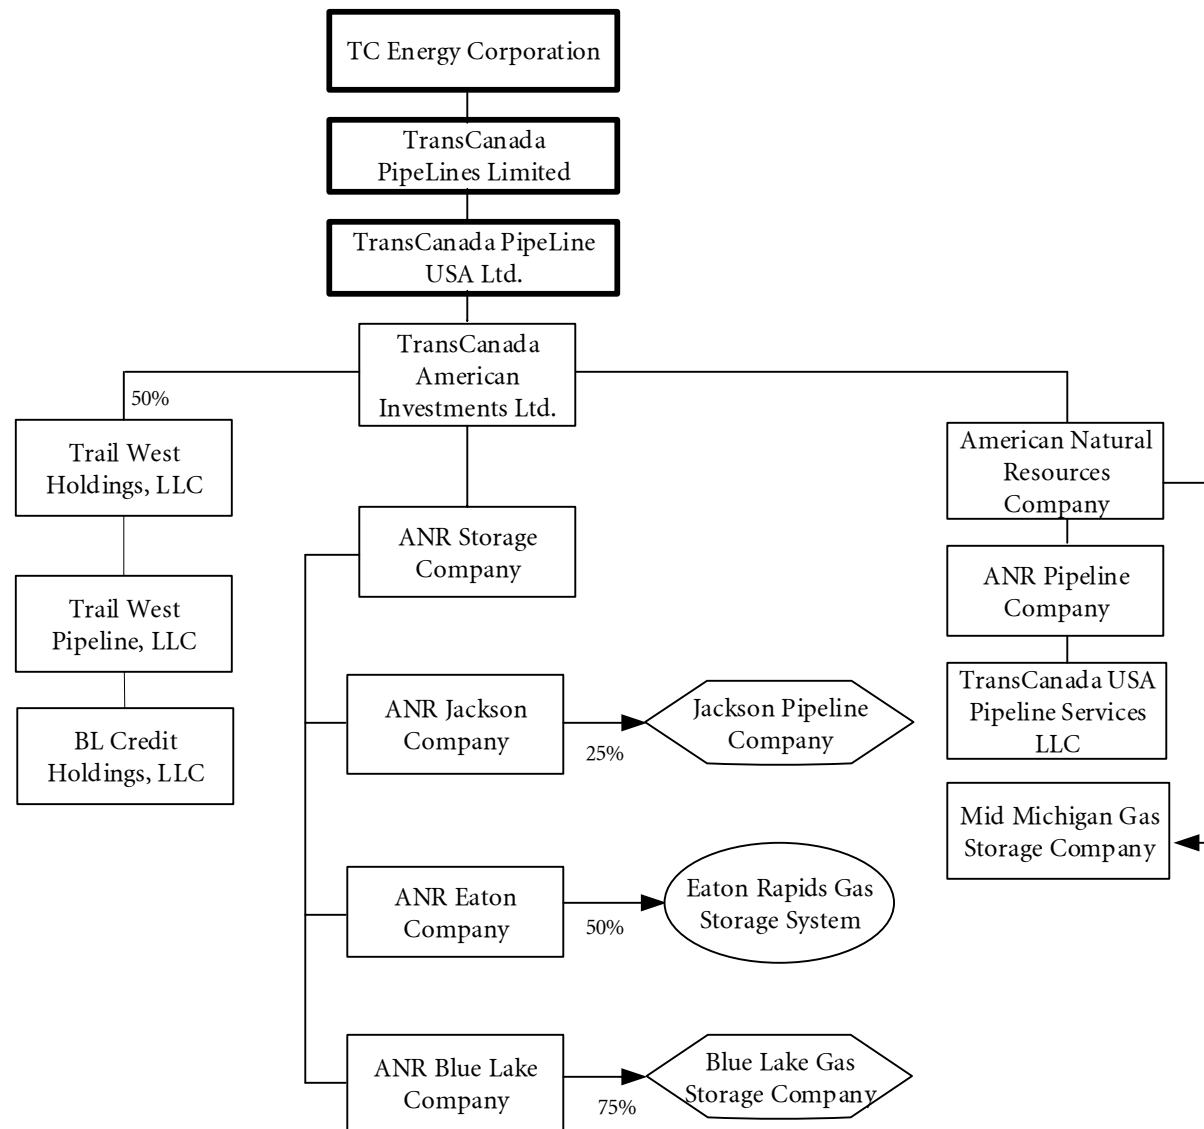 TC Energy Corporation
TransCanada
PipeLines Limited
TransCanada PipeLine
USA Ltd.
TransCanada
American
Investments Ltd.
50%
Trail West
Holdings, LLC
American Natural
Resources
Company
ANR Storage
Company
ANR Pipeline
Company
Trail West
Pipeline, LLC
TransCanada USA
Pipeline Services
LLC
ANR Jackson
Company
25%
Jackson Pipeline
Company
BL Credit
Holdings, LLC
Mid Michigan Gas
Storage Company
ANR Eaton
Company
50%
Eaton Rapids Gas
Storage System
ANR Blue Lake
Company
75%
Blue Lake Gas
Storage Company